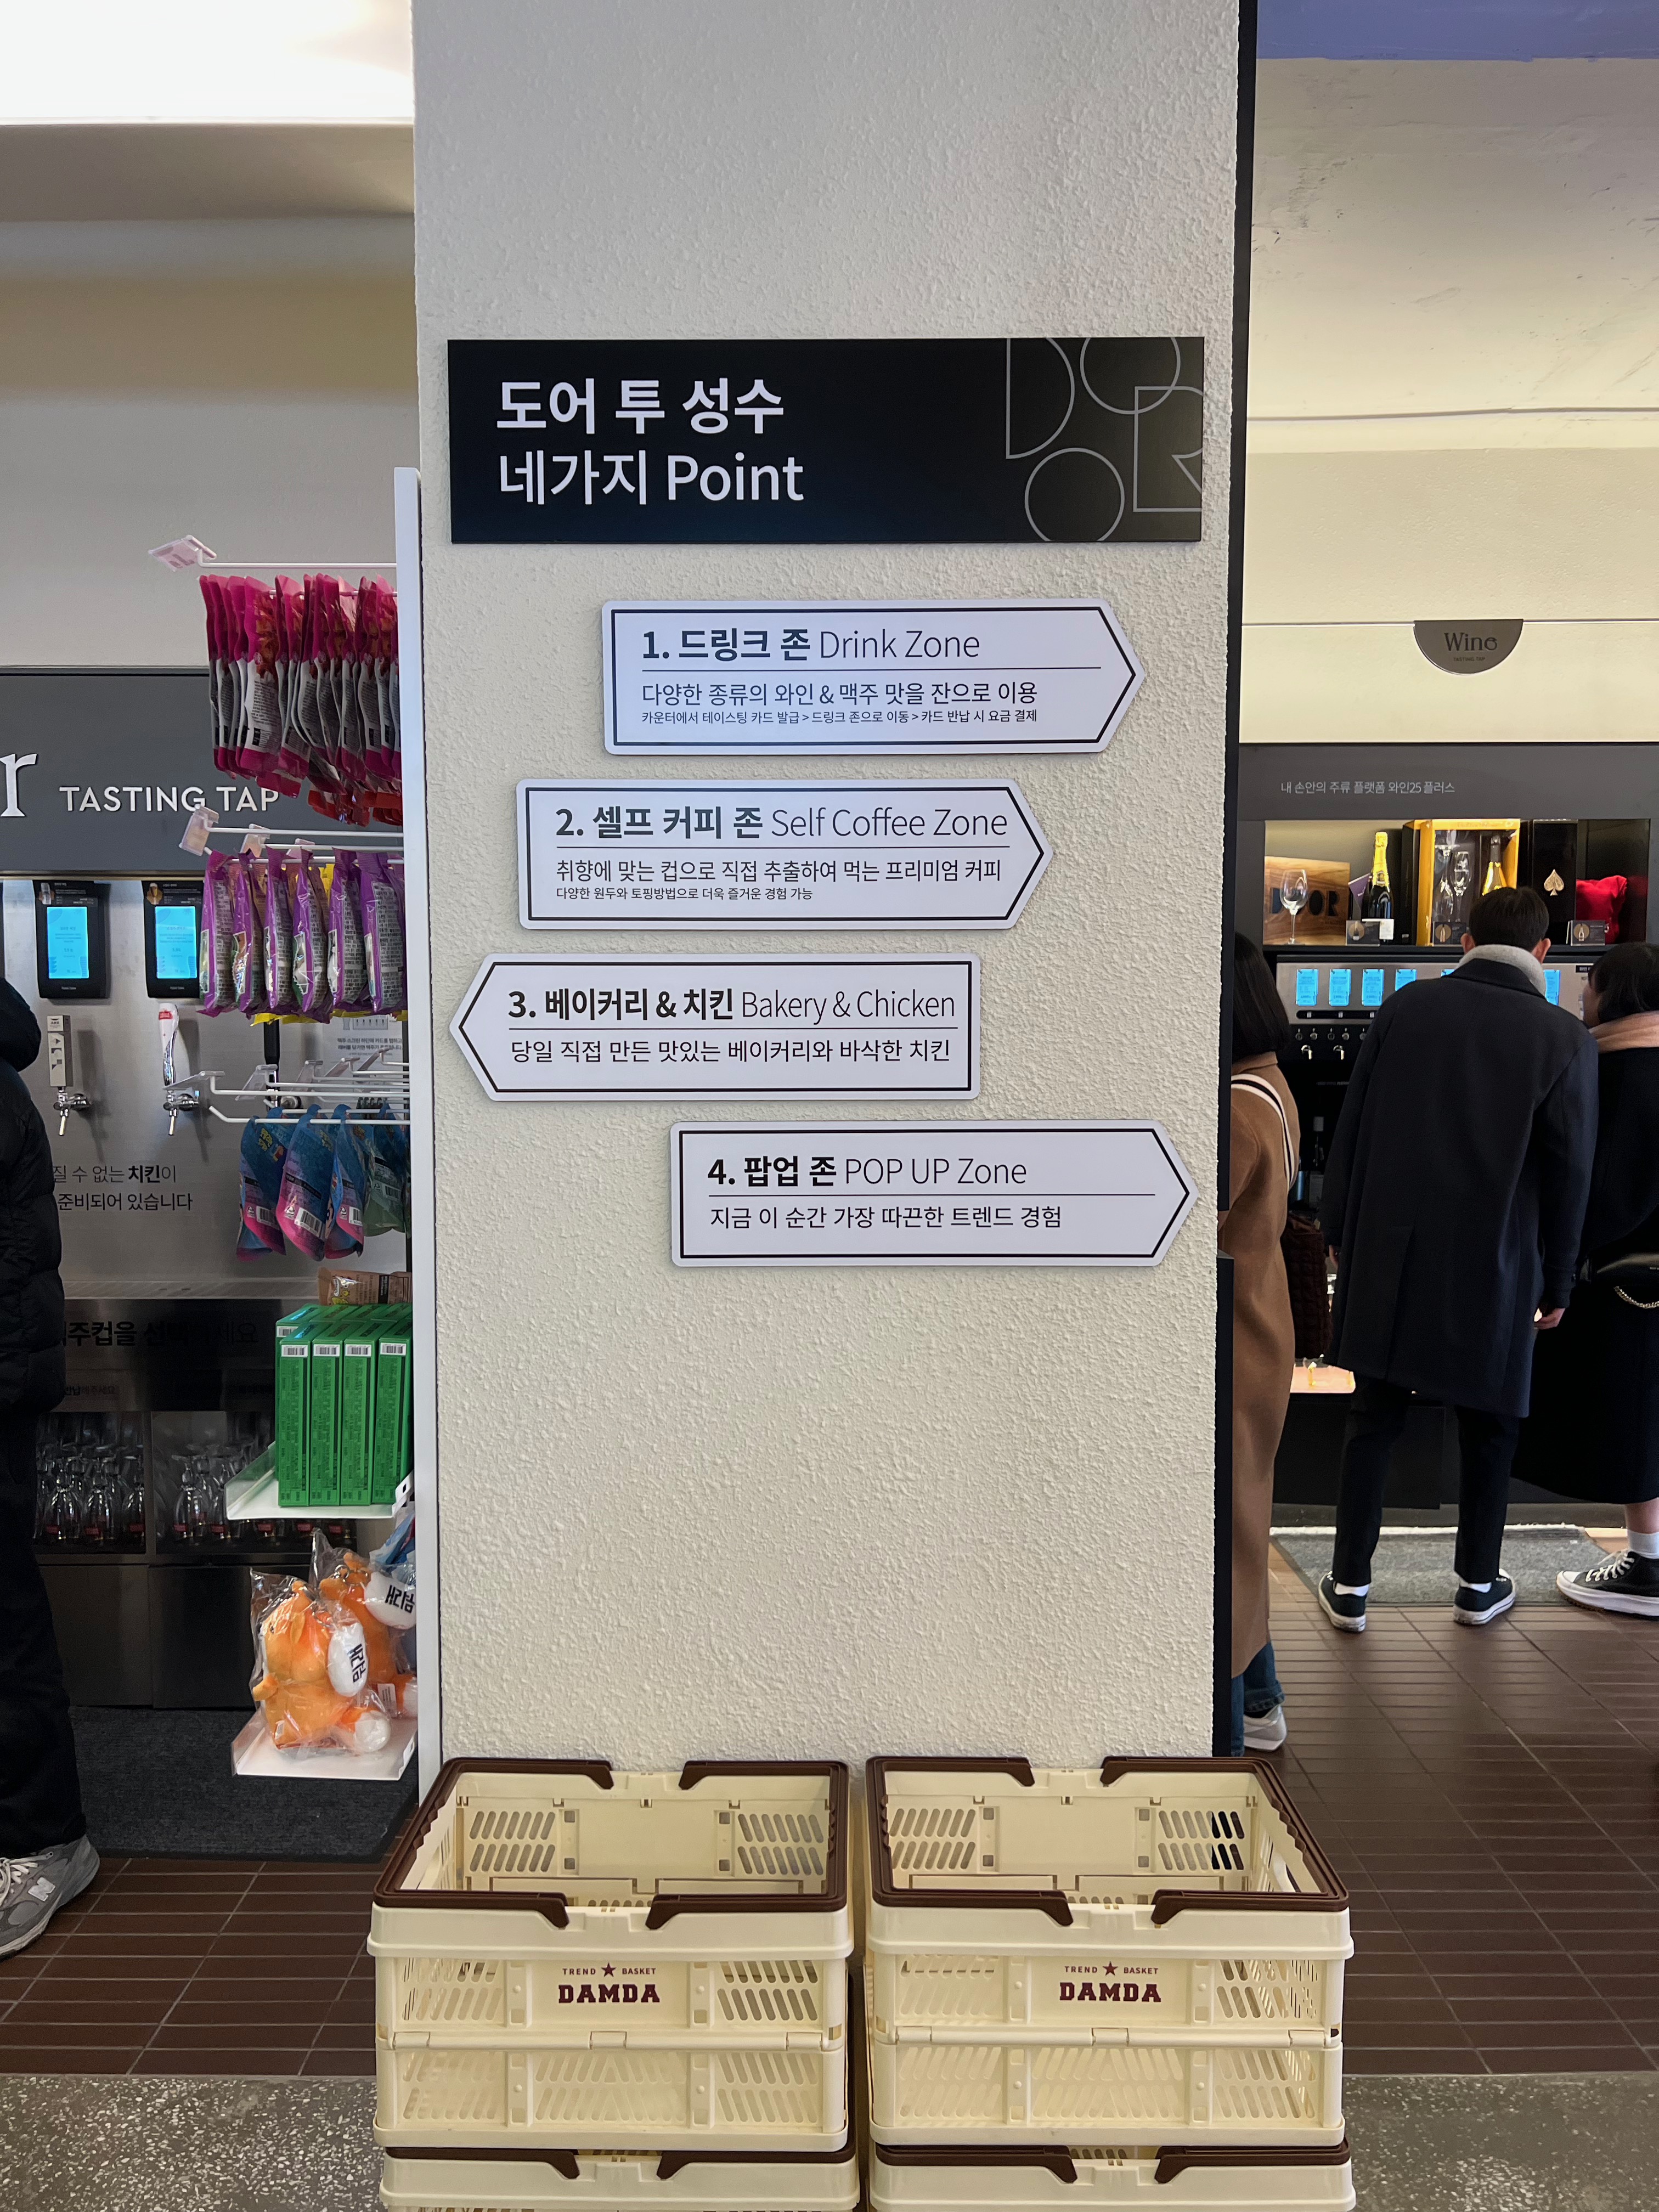 도어 투 성수
네가지 Point
1. 드링크 존 Drink Zone
다양한 종류의 와인 & 맥주 맛을 잔으로 이용
카운터에서 테이스팅 카드 발급 > 드링크 존으로 이동 > 카드 반납 시 요금 결제
2. 셀프 커피 존 Self Coffee Zone
취향에 맞는 컵으로 직접 추출하여 먹는 프리미엄 커피
다양한 원두와 토핑방법으로 더욱 즐거운 경험 가능
3. 베이커리 & 치킨 Bakery & Chicken
당일 직접 만든 맛있는 베이커리와 바삭한 치킨
4. 팝업 존 POP UP Zone
지금 이 순간 가장 따끈한 트렌드 경험
r TASTING TAP
질 수 없는 치킨이
준비되어 있습니다
Wine
TASTING TAP
내 손안의 주류 플랫폼 와인25플러스
TREND BASKET
DAMDA
TREND BASKET
DAMDA